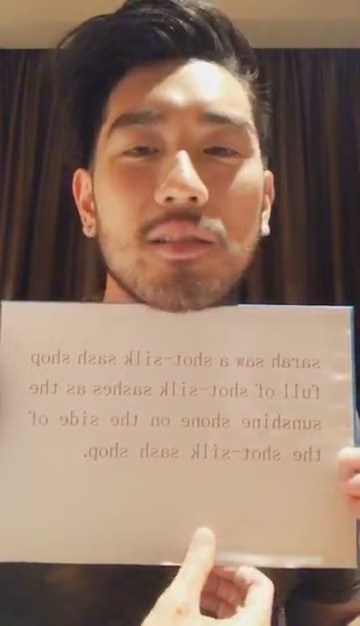 sarah saw a shot-silk sash shop
full of shot-silk sashes as the
sunshine shone on the side of
the shot-silk sash shop.